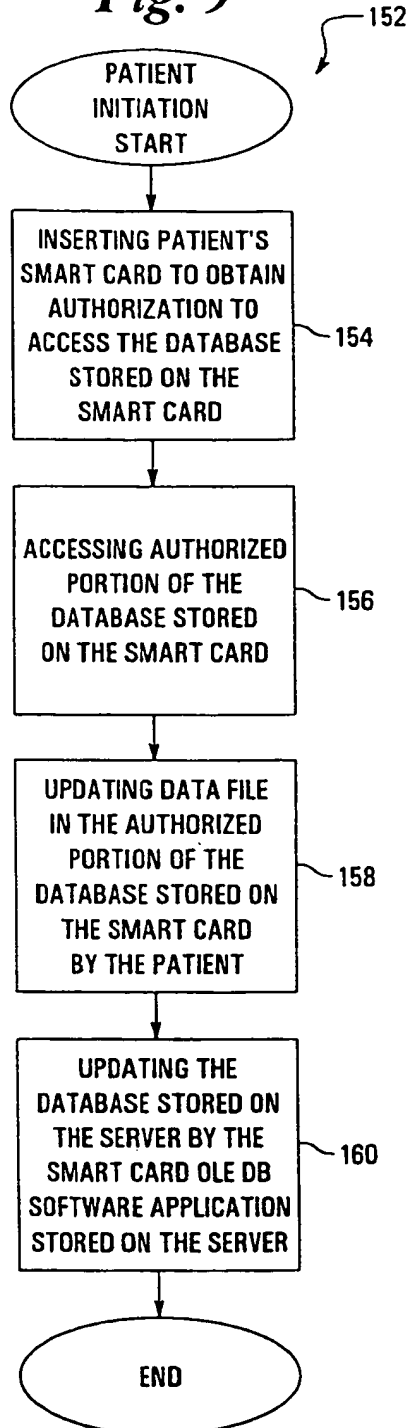 152
PATIENT
INITIATION
START
INSERTING PATIENT'S
SMART CARD TO OBTAIN
AUTHORIZATION TO
ACCESS THE DATABASE
STORED ON THE
SMART CARD
154
ACCESSING AUTHORIZED
PORTION OF THE
DATABASE STORED
ON THE SMART CARD
156
UPDATING DATA FILE
IN THE AUTHORIZED
PORTION OF THE
DATABASE STORED ON
THE SMART CARD
BY THE PATIENT
158
UPDATING THE
DATABASE STORED ON
THE SERVER BY THE
SMART CARD OLE DB
SOFTWARE APPLICATION
STORED ON THE SERVER
160
END